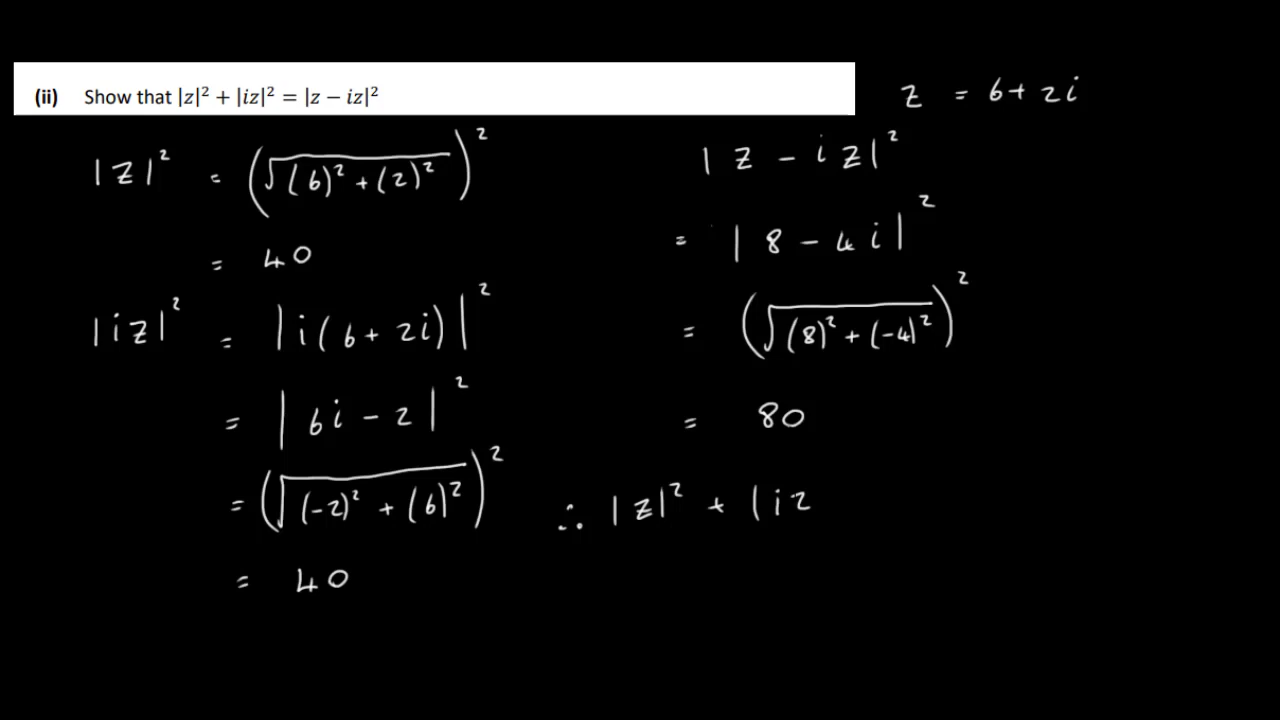 (ii) Show that |z|² + |iz|² = |z − iz|²
z = 6 + 2i
|z|² = (√((6)² + (2)²))²
= 40
|iz|² = |i(6 + 2i)|²
= |6i − 2|²
= (√((-2)² + (6)²))²
= 40
|z − iz|²
= |8 − 4i|²
= (√((8)² + (-4)²))²
= 80
∴ |z|² + |iz